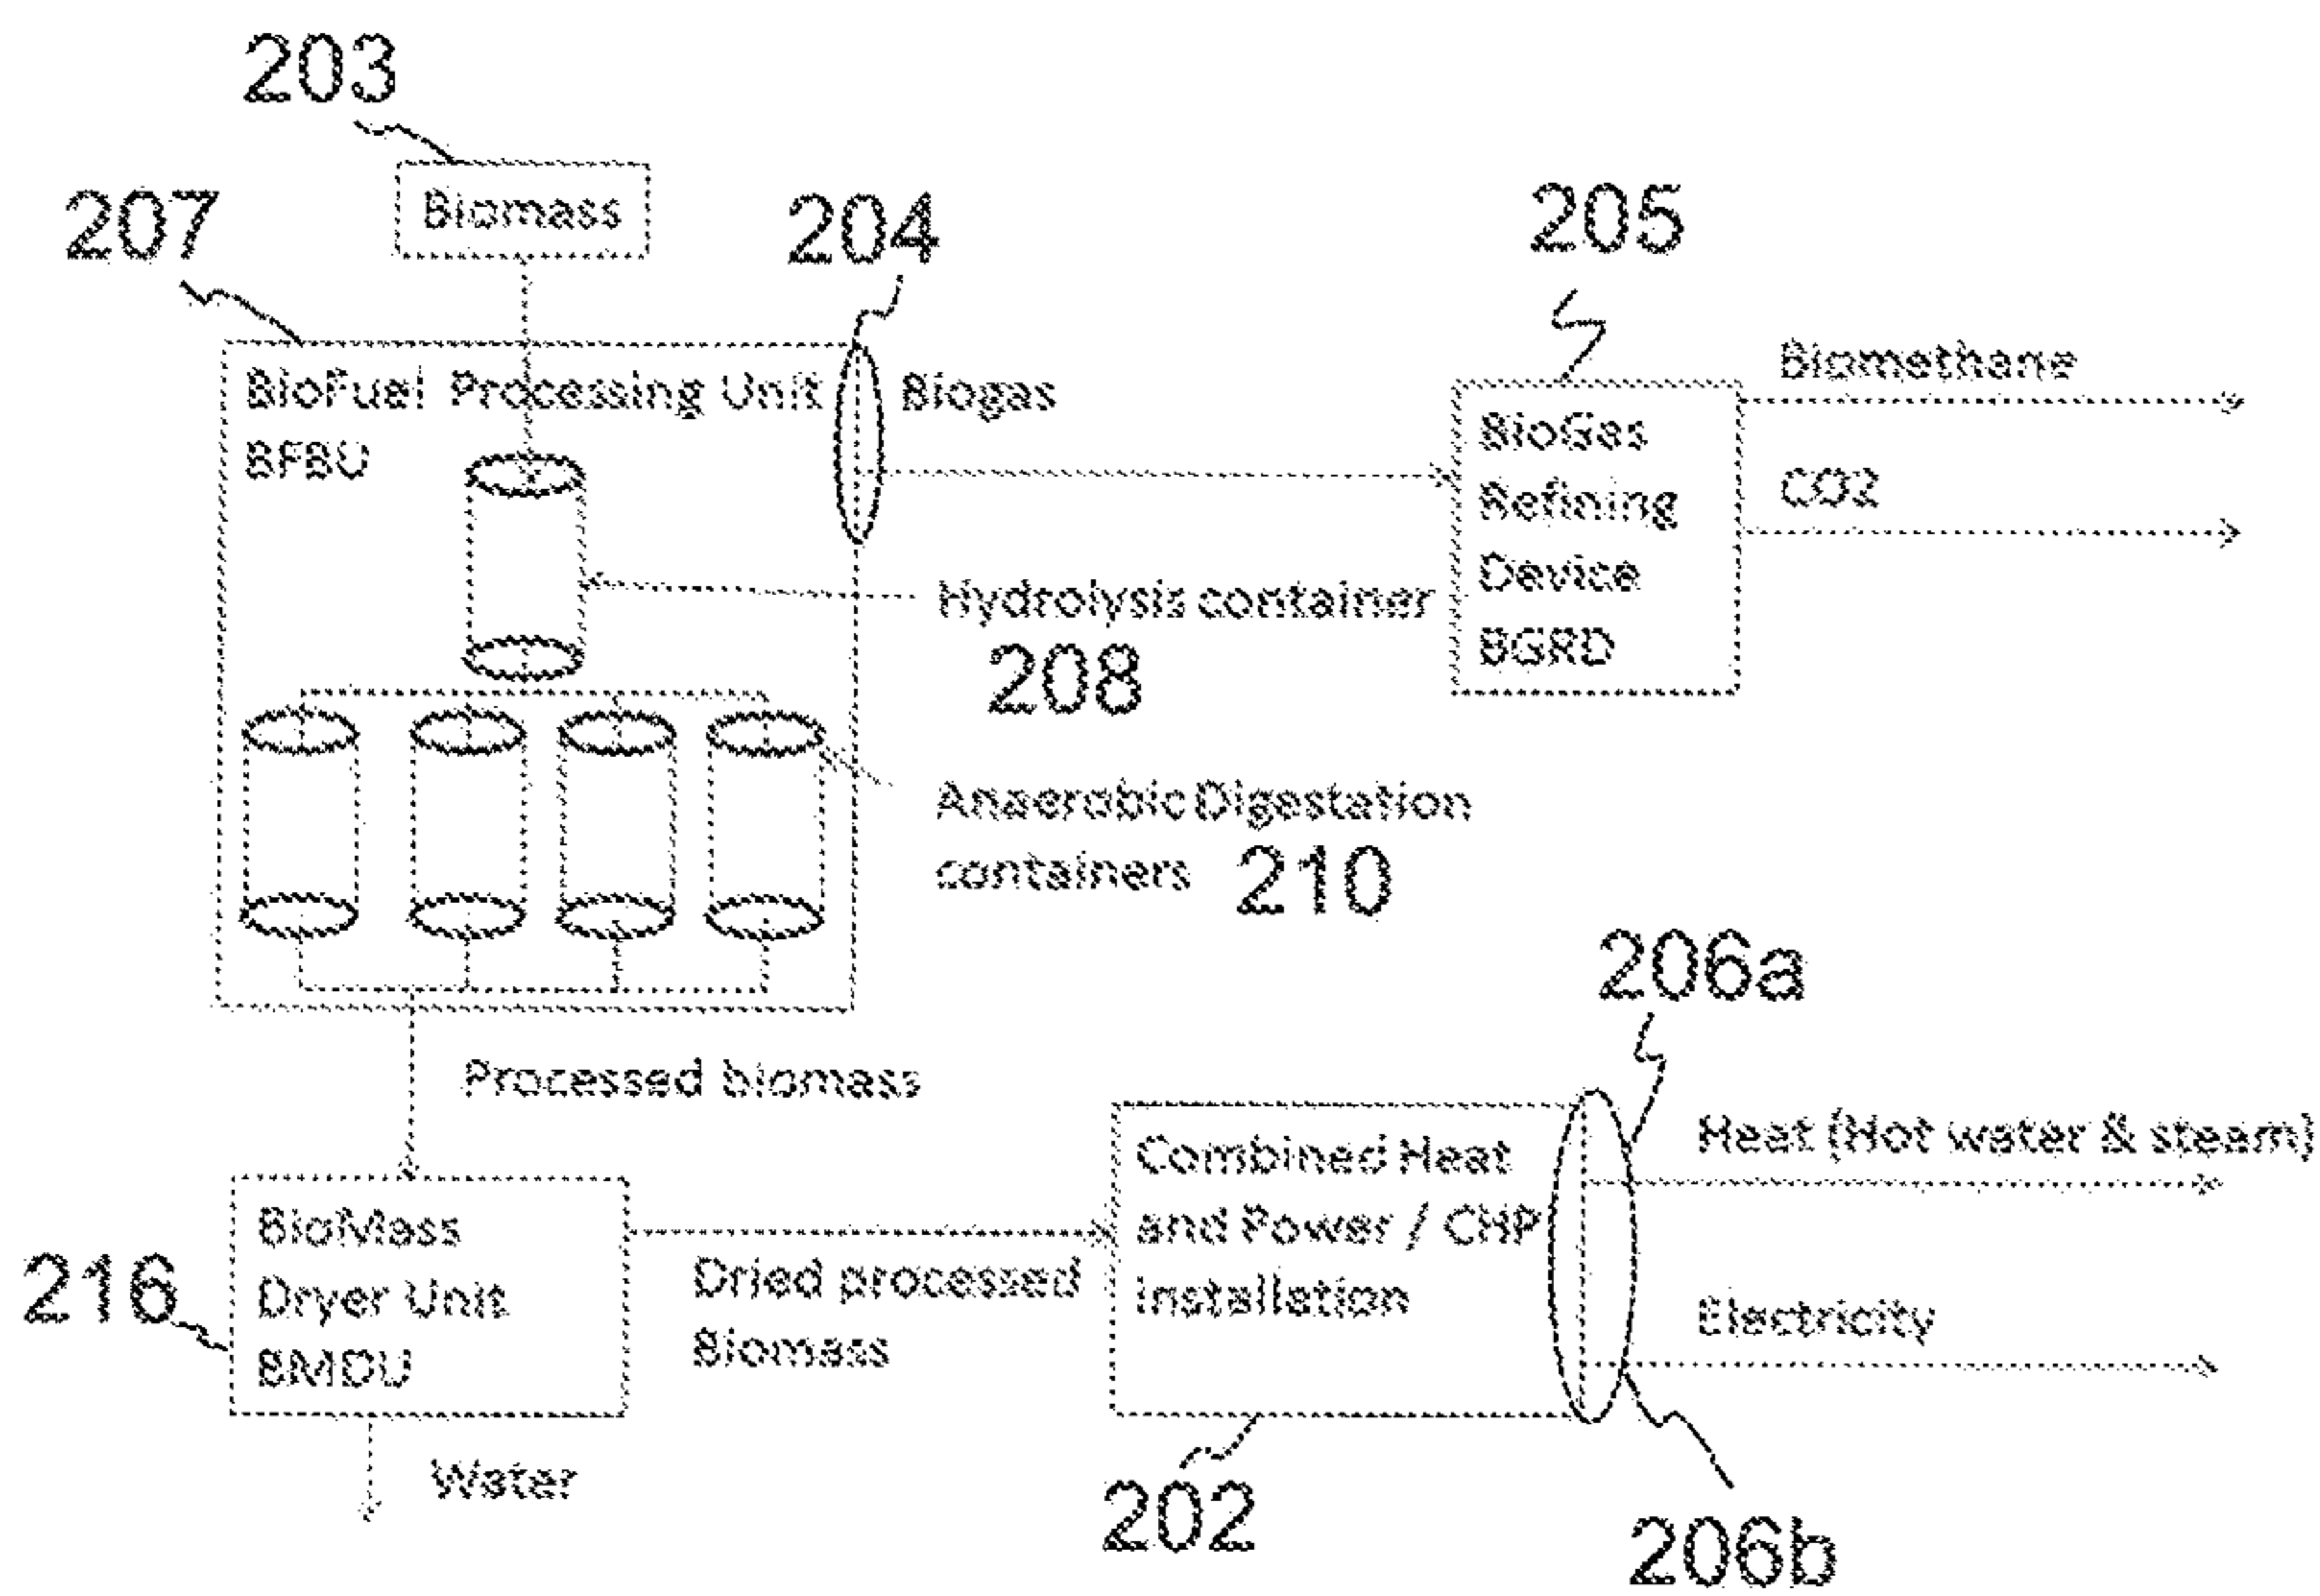 203
Biomass
207
204
205
BioFuel Processing Unit
BFBU
Biogas
Biomethane
CO2
BioGas
Refining
Device
BGRD
Hydrolysis container
208
Anaerobic Digestation
containers 210
206a
Processed biomass
Combined Heat
and Power / CHP
installation
Heat (Hot water & steam)
Electricity
BioMass
Dryer Unit
BMDU
216
Dried processed
Biomass
Water
202
206b